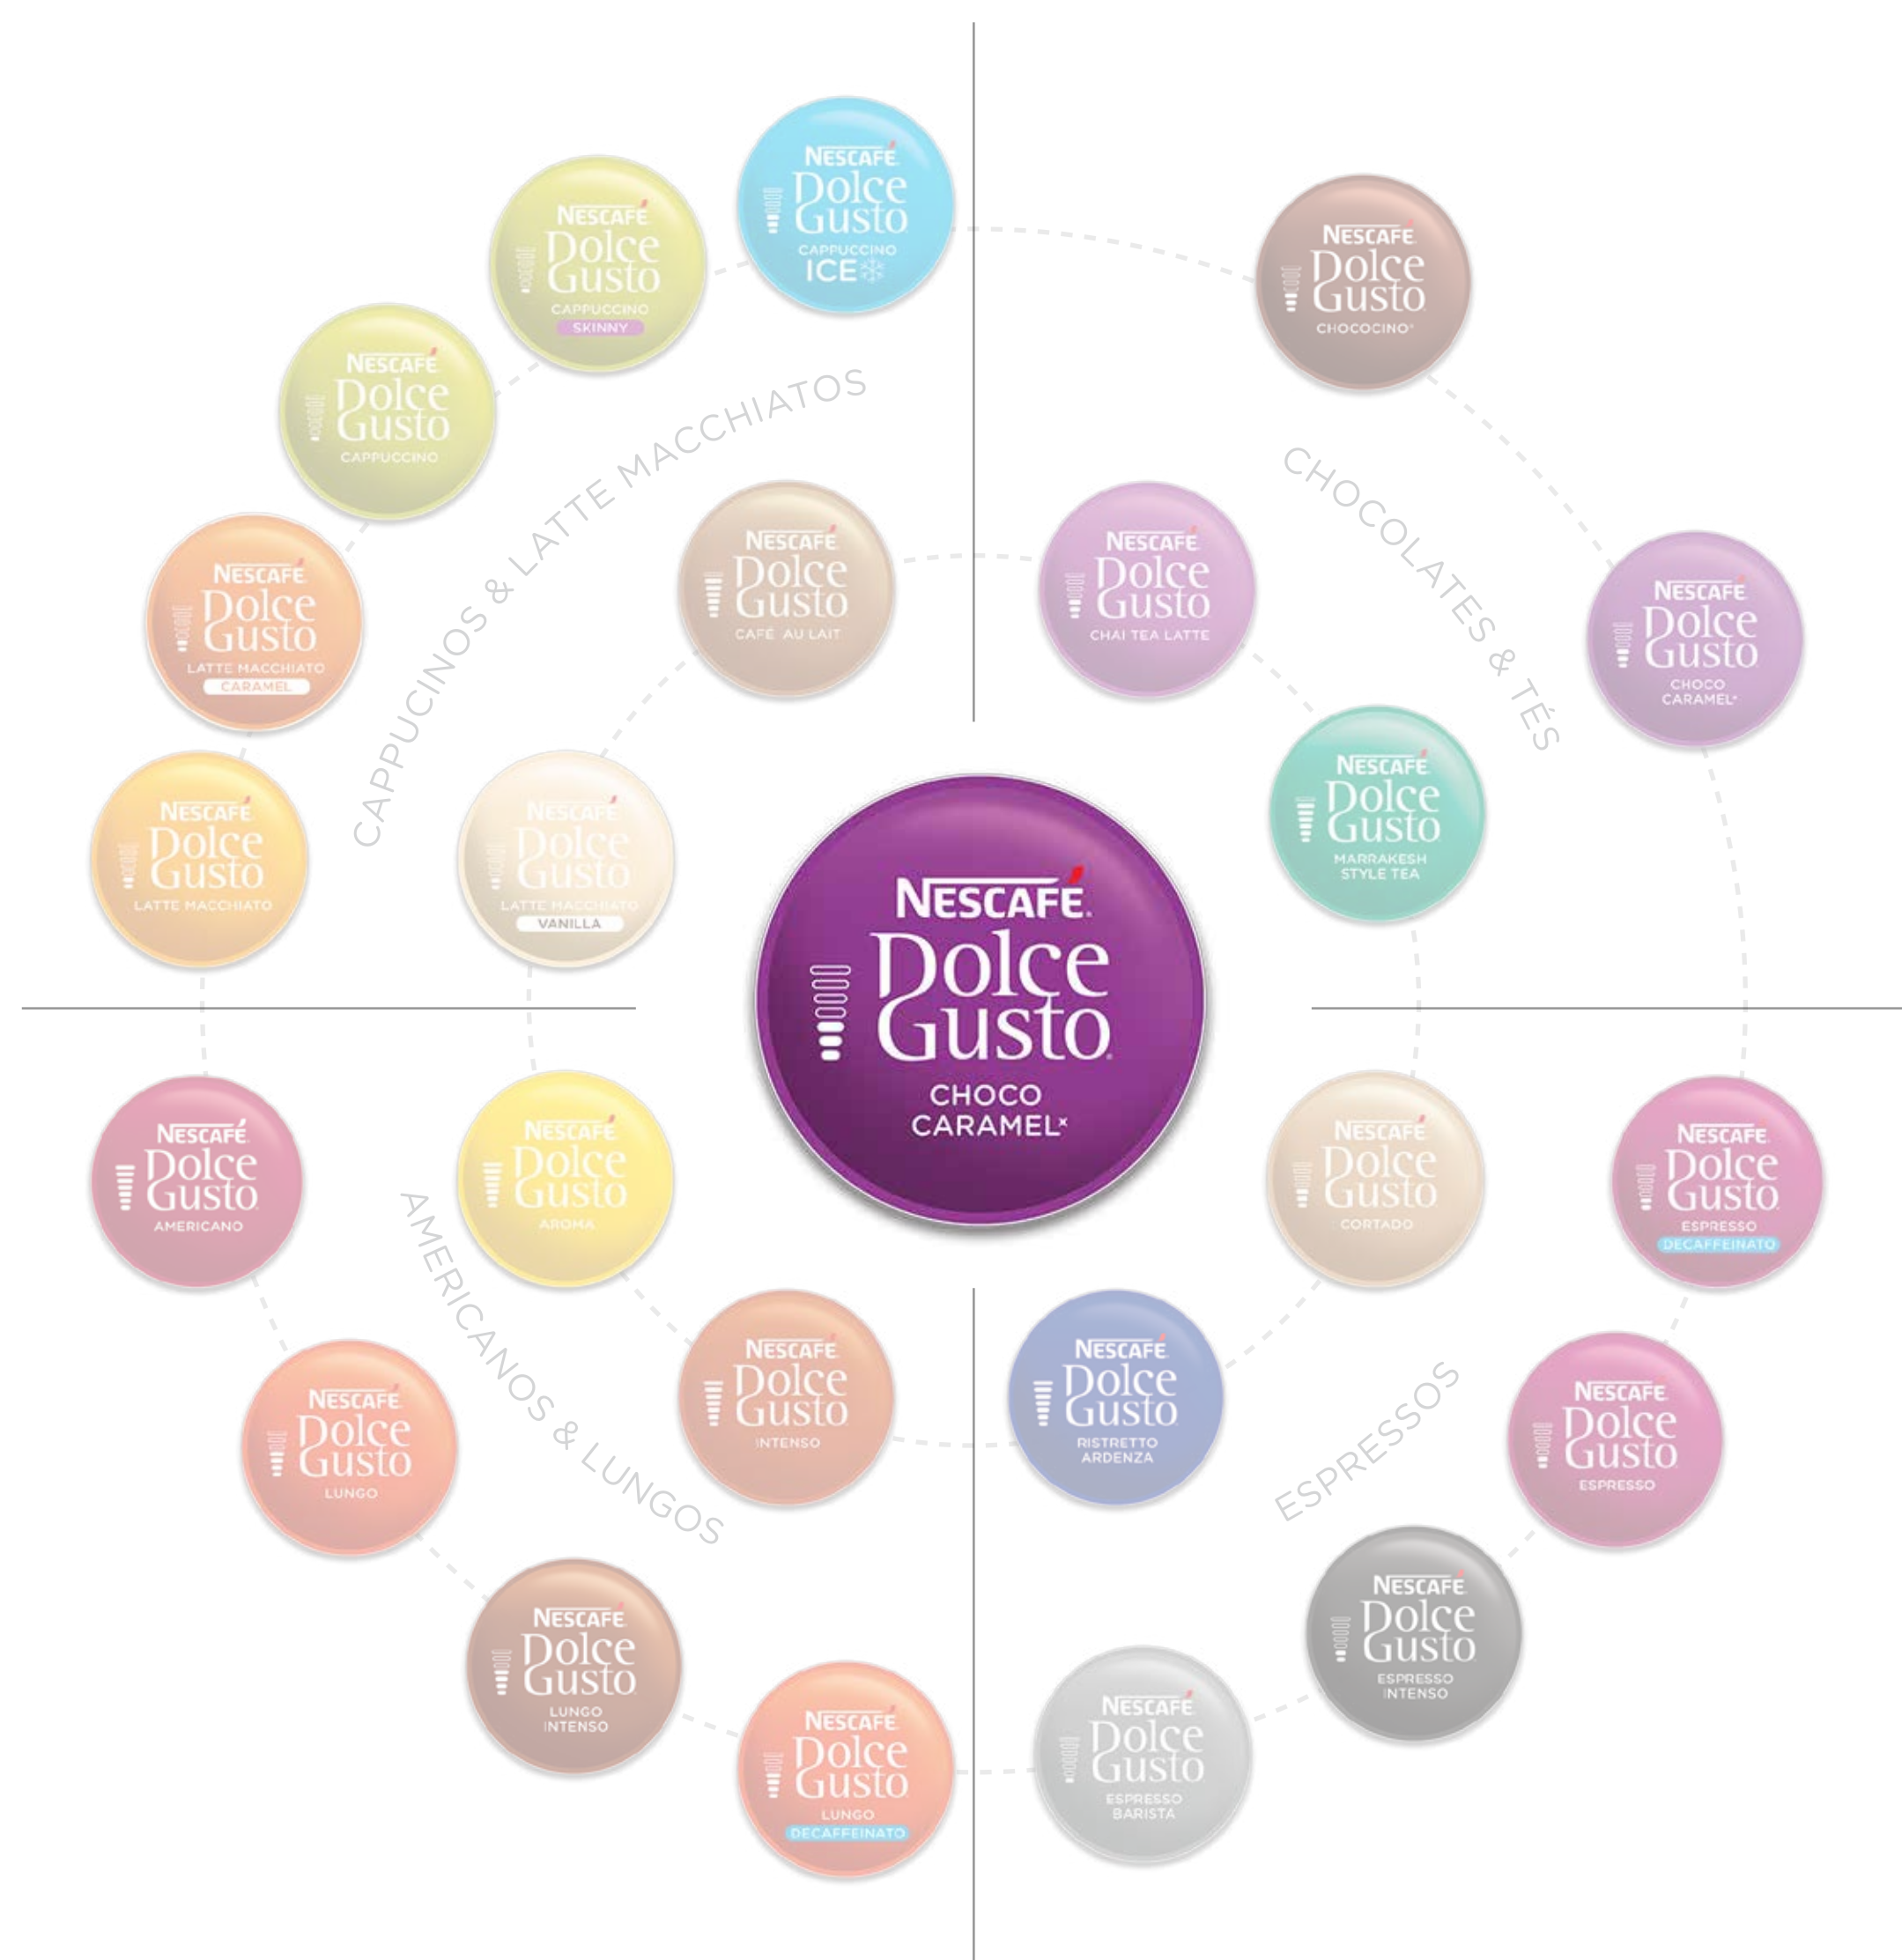 NESCAFÉ
Dolce
Gusto
CAPPUCCINO
ICE
NESCAFÉ
Dolce
Gusto
CAPPUCCINO
SKINNY
NESCAFÉ
Dolce
Gusto
CAPPUCCINO
NESCAFÉ
Dolce
Gusto
LATTE MACCHIATO
CARAMEL
NESCAFÉ
Dolce
Gusto
LATTE MACCHIATO
CAPPUCINOS & LATTE MACCHIATOS
NESCAFÉ
Dolce
Gusto
CAFÉ AU LAIT
NESCAFÉ
Dolce
Gusto
LATTE MACCHIATO
VANILLA
NESCAFÉ
Dolce
Gusto
CHOCOCINO*
NESCAFÉ
Dolce
Gusto
CHOCO
CARAMEL*
CHOCOLATES & TÉS
NESCAFÉ
Dolce
Gusto
CHAI TEA LATTE
NESCAFÉ
Dolce
Gusto
MARRAKESH
STYLE TEA
NESCAFÉ
Dolce
Gusto
CHOCO
CARAMEL*
NESCAFÉ
Dolce
Gusto
AMERICANO
NESCAFÉ
Dolce
Gusto
AROMA
NESCAFÉ
Dolce
Gusto
INTENSO
AMERICANOS & LUNGOS
NESCAFÉ
Dolce
Gusto
LUNGO
NESCAFÉ
Dolce
Gusto
LUNGO
INTENSO
NESCAFÉ
Dolce
Gusto
LUNGO
DECAFFEINATO
NESCAFÉ
Dolce
Gusto
CORTADO
NESCAFÉ
Dolce
Gusto
ESPRESSO
DECAFFEINATO
NESCAFÉ
Dolce
Gusto
RISTRETTO
ARDENZA
ESPRESSOS
NESCAFÉ
Dolce
Gusto
ESPRESSO
NESCAFÉ
Dolce
Gusto
ESPRESSO
INTENSO
NESCAFÉ
Dolce
Gusto
ESPRESSO
BARISTA